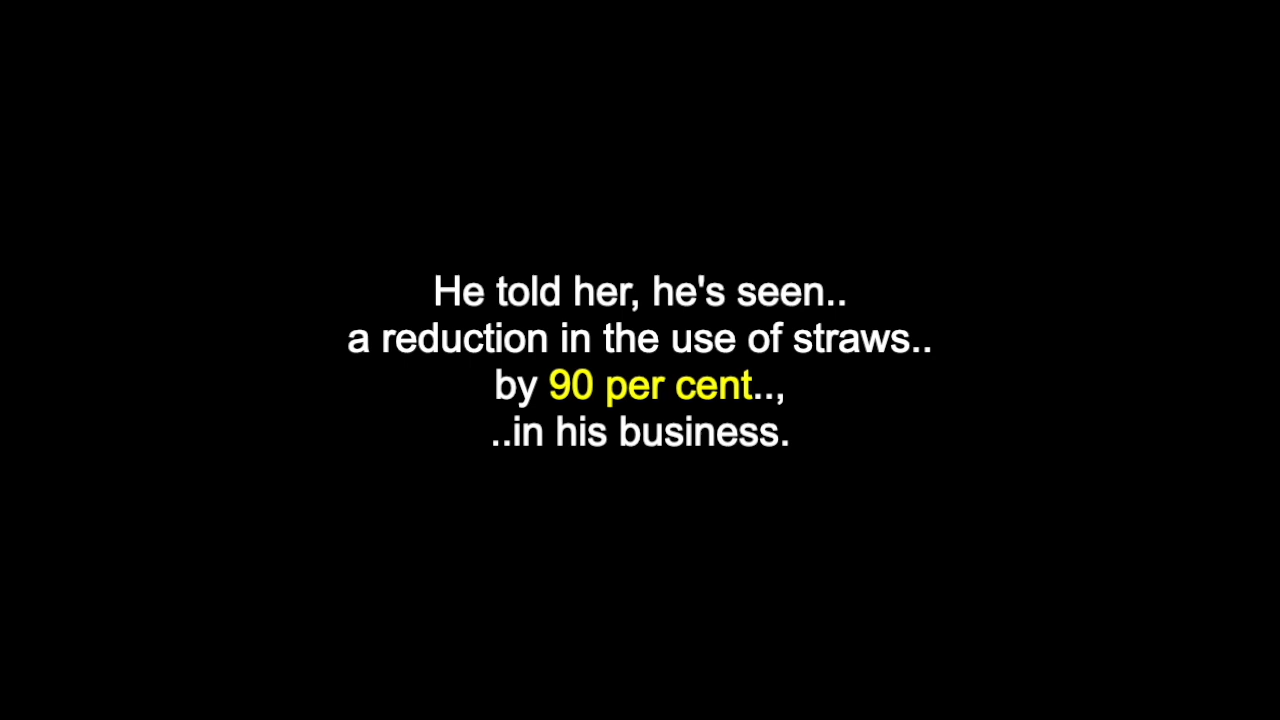 He told her, he's seen..
a reduction in the use of straws..
by 90 per cent..,
..in his business.